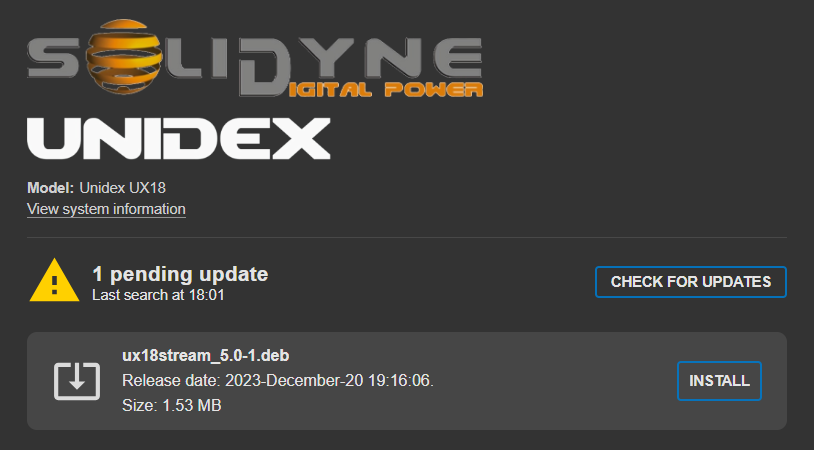 SOLIDYNE
DIGITAL POWER
UNIDEX
Model: Unidex UX18
View system information
1 pending update
Last search at 18:01
CHECK FOR UPDATES
ux18stream_5.0-1.deb
Release date: 2023-December-20 19:16:06.
Size: 1.53 MB
INSTALL